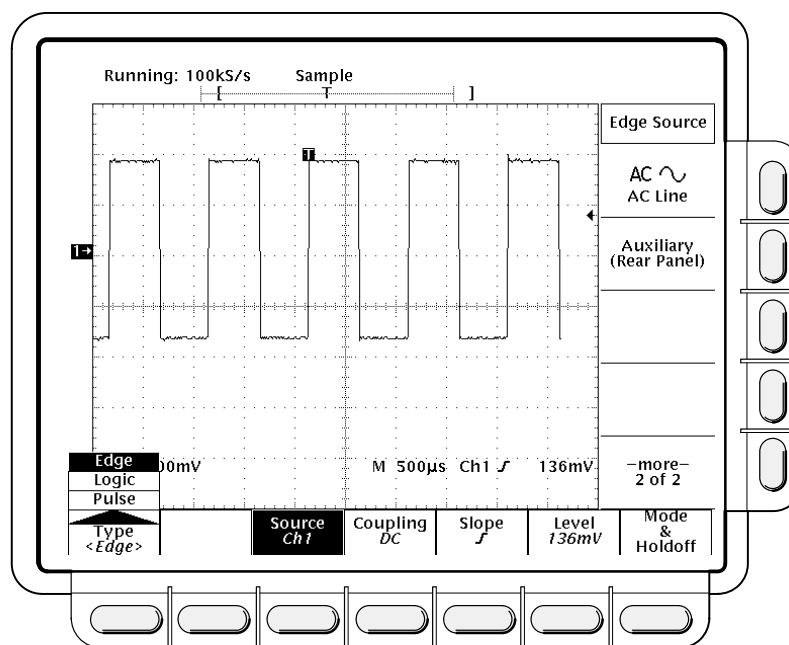 Running: 100kS/s Sample
[ T ]
Edge Source
T
AC
AC Line
1→
Auxiliary
(Rear Panel)
Edge 00mV M 500µs Ch1 136mV
–more–
2 of 2
Logic
Pulse
Type
<Edge>
Source
Ch1
Coupling
DC
Slope
Level
136mV
Mode
&
Holdoff